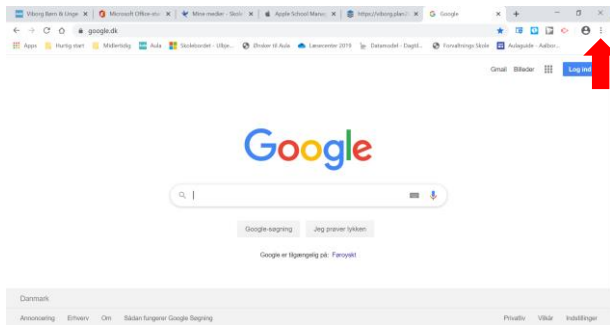 Viborg Børn & Unge
Microsoft Office
Mine medier - Skole
Apple School Manag
https://viborg.plan
Google
google.dk
Apps
Hurtig start
Midlertidig
Aula
Skoletordet - Ulbje...
Ønsker til Aula
Lærecenter 2019
Datamodel - Dagtil...
Forvaltnings Skole
Aulaguide - Aalbor...
Gmail Billeder
Log ind
Google
Google-søgning Jeg prøver lykken
Google er tilgængelig på: Føroyskt
Danmark
Annoncering Erhverv Om Sådan fungerer Google Søgning Privatliv Vilkår Indstillinger